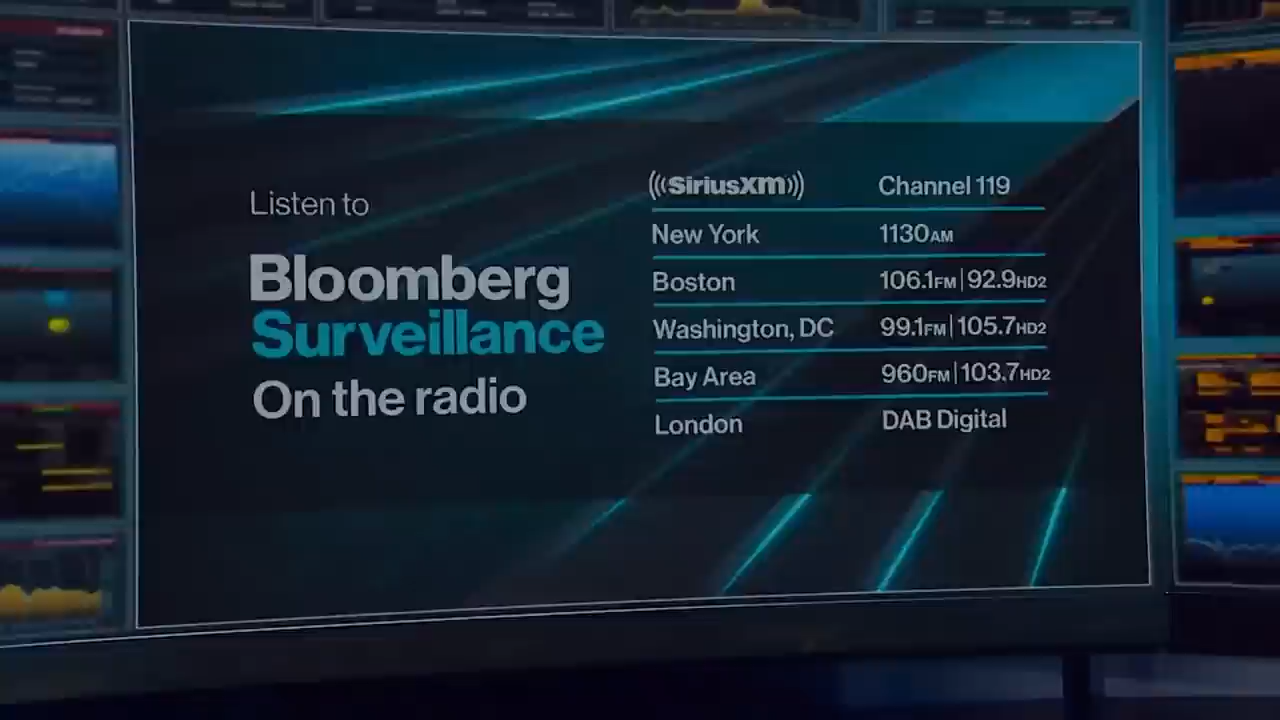 Listen to
Bloomberg
Surveillance
On the radio
SiriusXM Channel 119
New York 1130AM
Boston 106.1FM|92.9HD2
Washington, DC 99.1FM|105.7HD2
Bay Area 960FM|103.7HD2
London DAB Digital